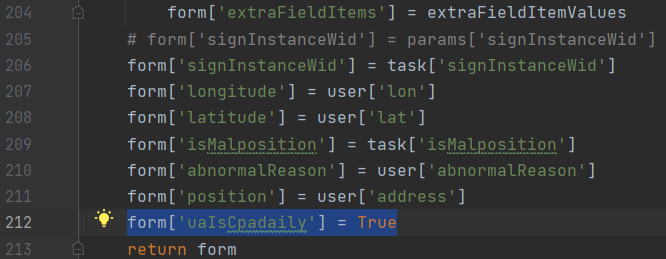 204 form['extraFieldItems'] = extraFieldItemValues
205 # form['signInstanceWid'] = params['signInstanceWid']
206 form['signInstanceWid'] = task['signInstanceWid']
207 form['longitude'] = user['lon']
208 form['latitude'] = user['lat']
209 form['isMalposition'] = task['isMalposition']
210 form['abnormalReason'] = user['abnormalReason']
211 form['position'] = user['address']
212 form['uaIsCpadaily'] = True
213 return form